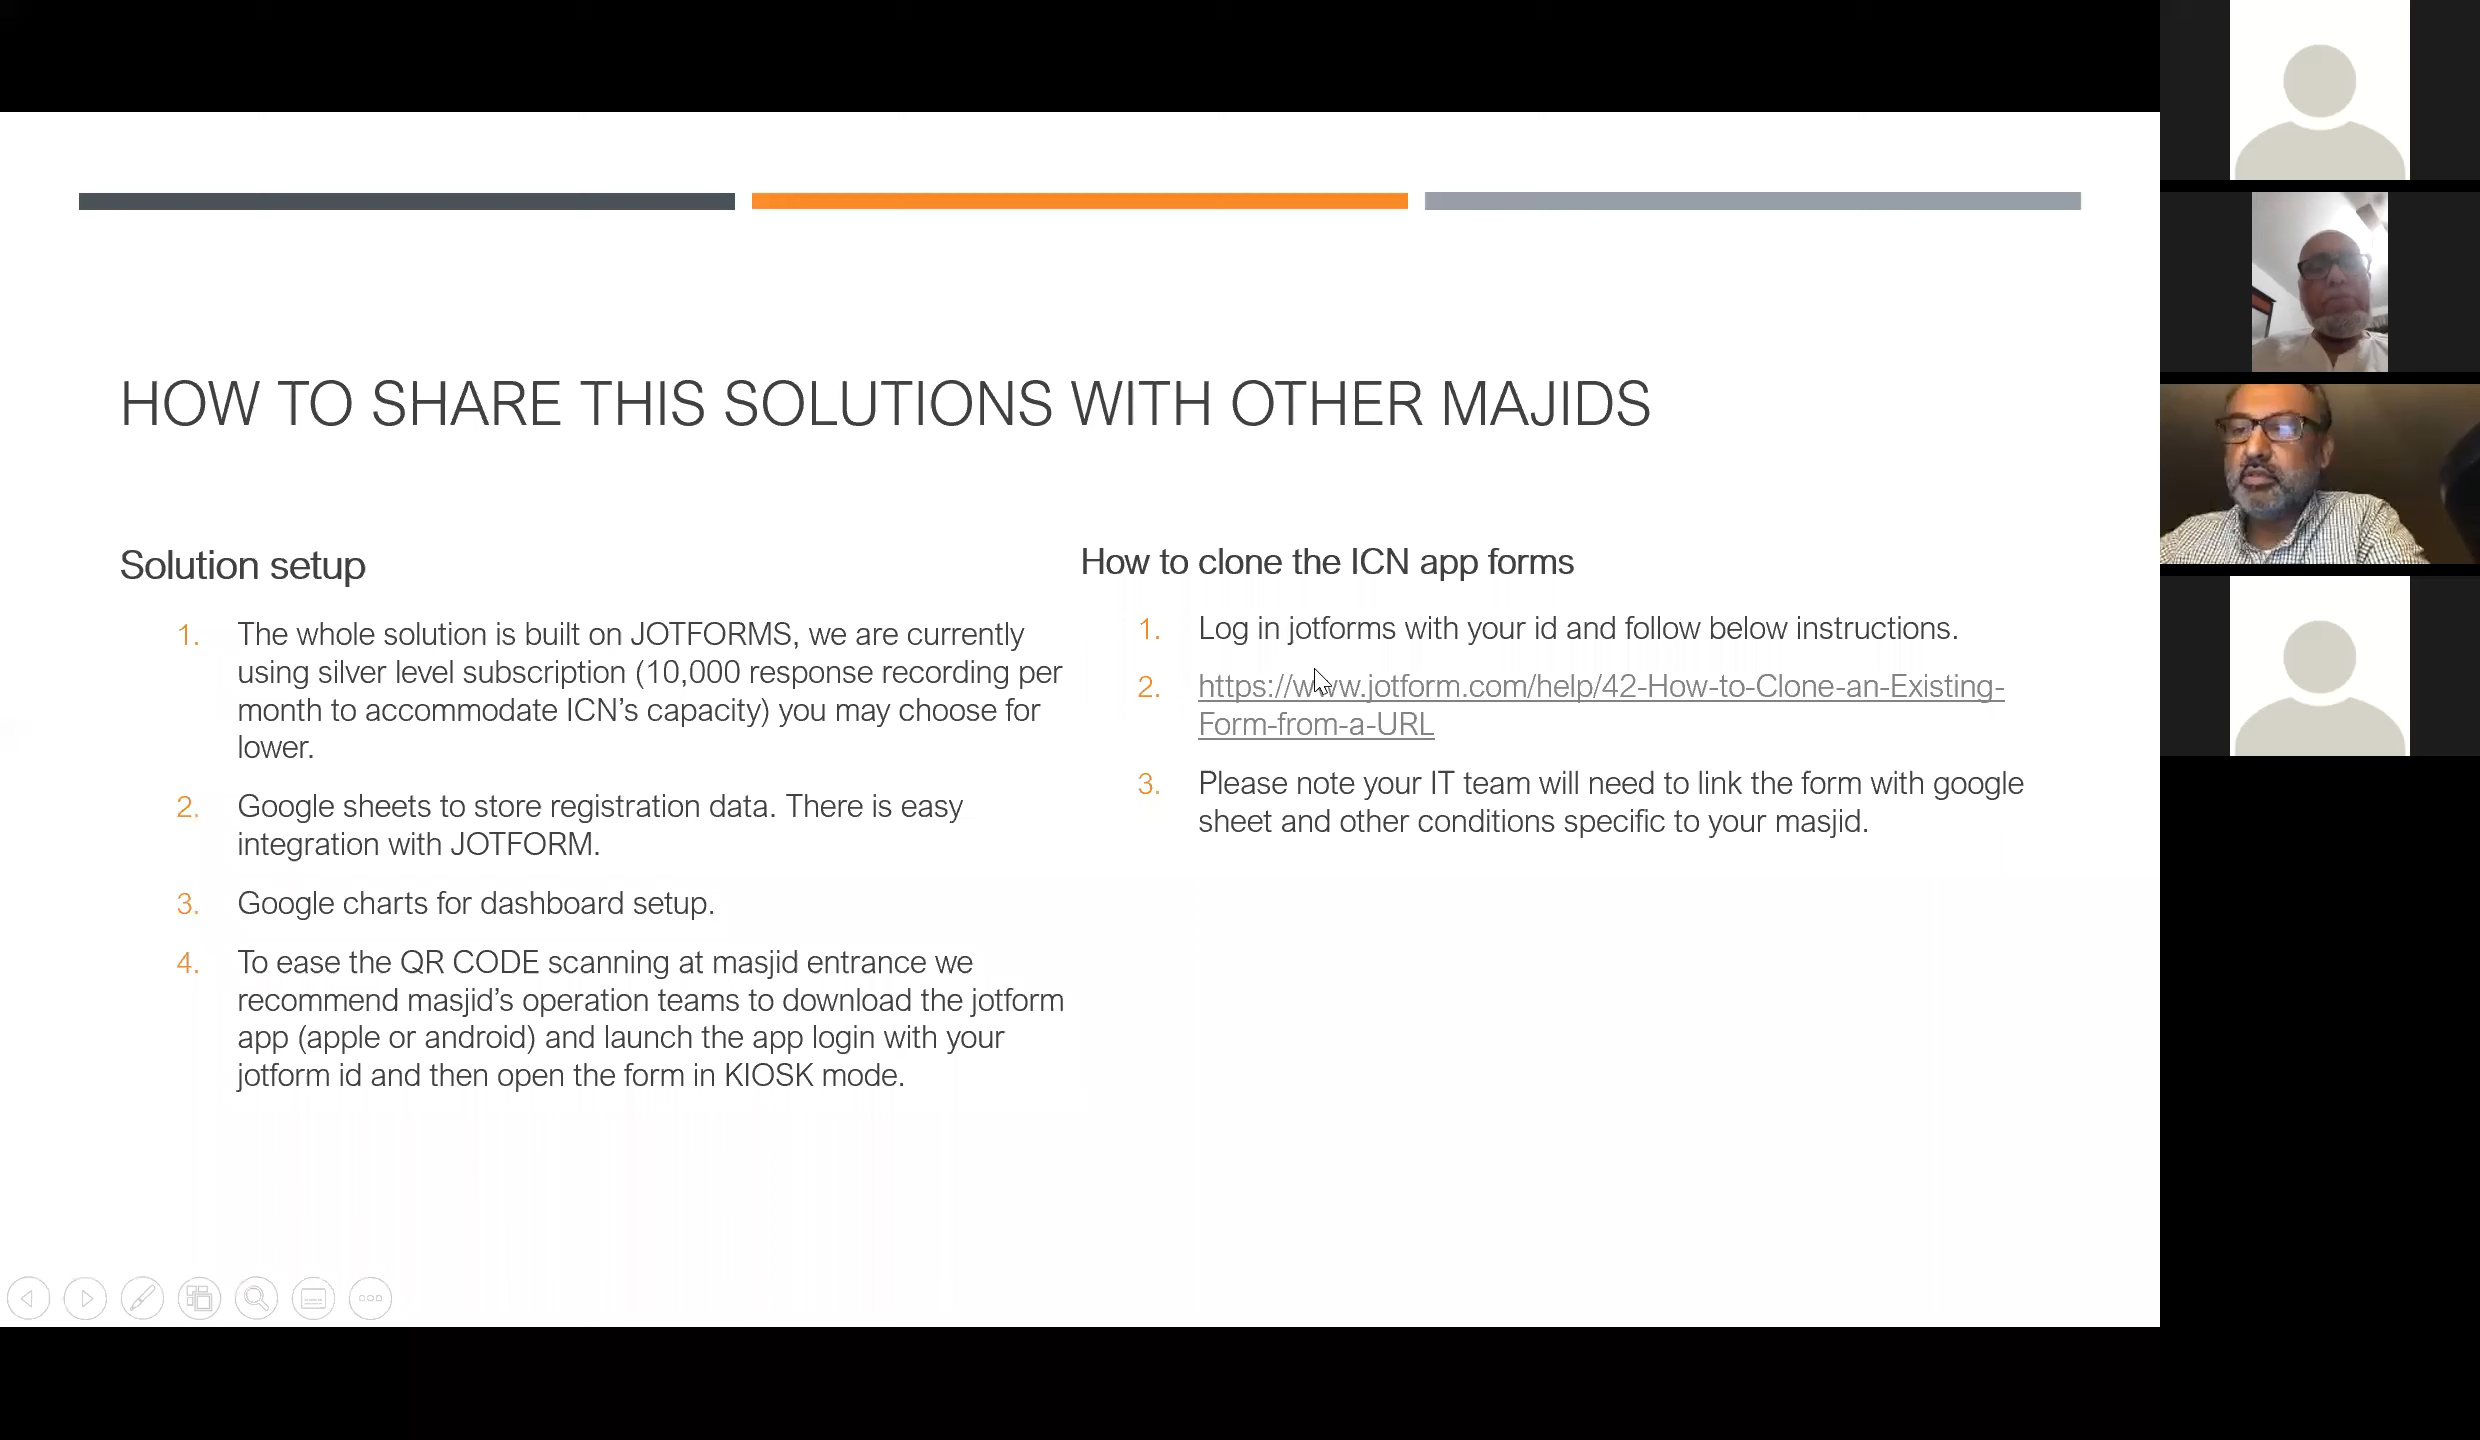 HOW TO SHARE THIS SOLUTIONS WITH OTHER MAJIDS
Solution setup
1. The whole solution is built on JOTFORMS, we are currently
using silver level subscription (10,000 response recording per
month to accommodate ICN's capacity) you may choose for
lower.
2. Google sheets to store registration data. There is easy
integration with JOTFORM.
3. Google charts for dashboard setup.
4. To ease the QR CODE scanning at masjid entrance we
recommend masjid's operation teams to download the jotform
app (apple or android) and launch the app login with your
jotform id and then open the form in KIOSK mode.
How to clone the ICN app forms
1. Log in jotforms with your id and follow below instructions.
2. https://www.jotform.com/help/42-How-to-Clone-an-Existing-
Form-from-a-URL
3. Please note your IT team will need to link the form with google
sheet and other conditions specific to your masjid.